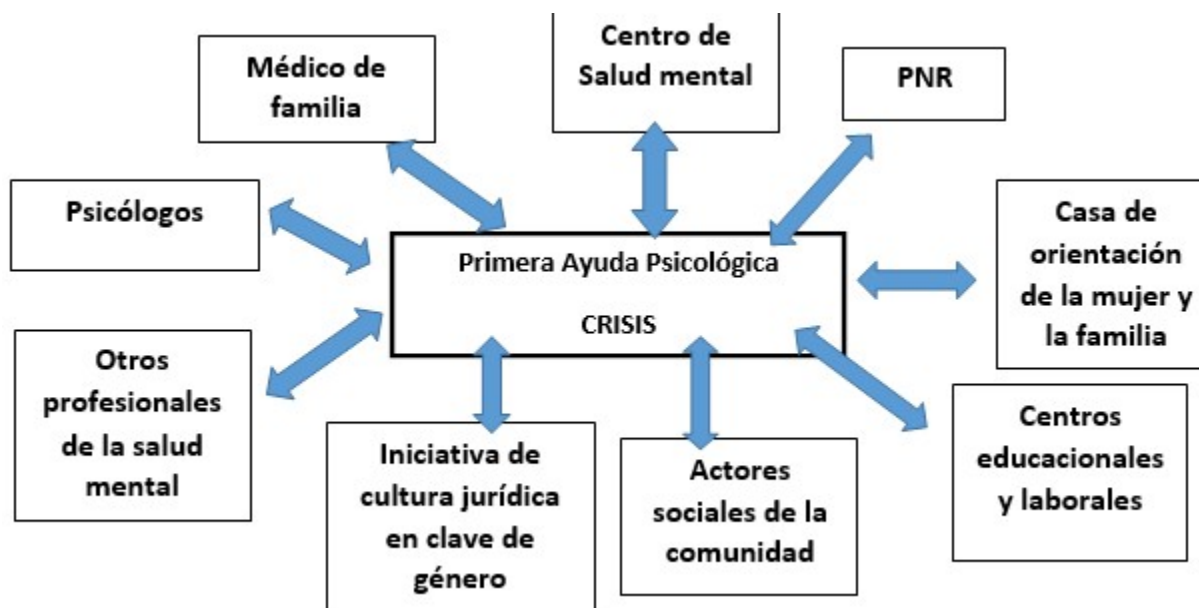 Centro de
Salud mental
Médico de
familia
PNR
Psicólogos
Casa de
orientación
de la mujer y
la familia
Primera Ayuda Psicológica
CRISIS
Otros
profesionales
de la salud
mental
Iniciativa de
cultura jurídica
en clave de
género
Actores
sociales de la
comunidad
Centros
educacionales
y laborales